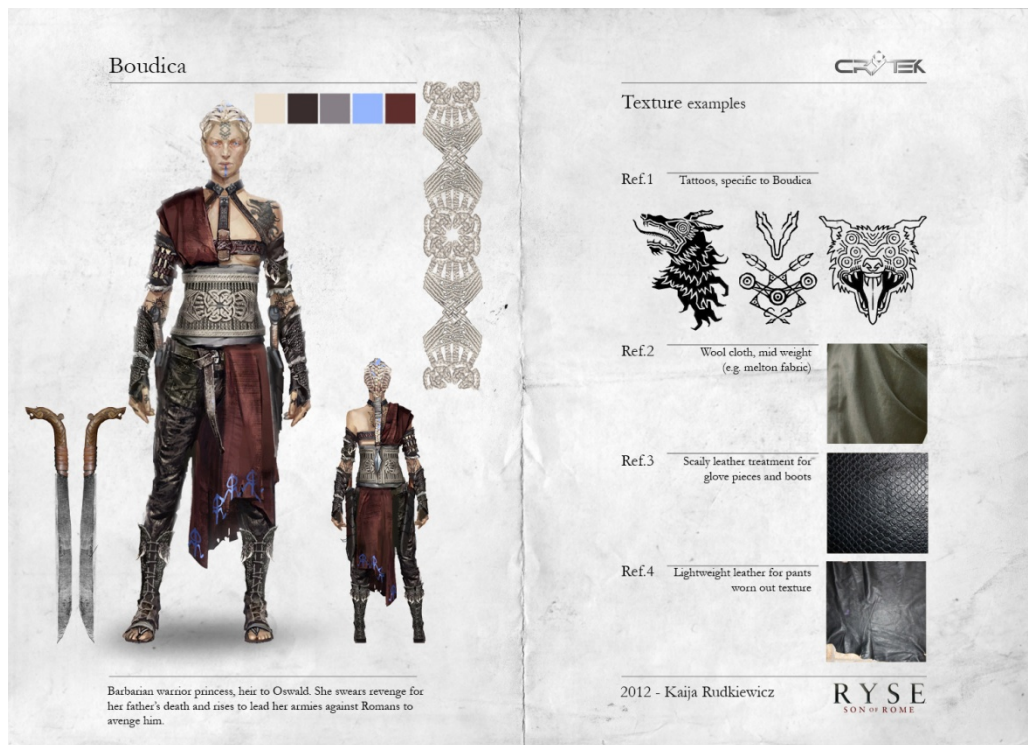 Boudica
Barbarian warrior princess, heir to Oswald. She swears revenge for
her father's death and rises to lead her armies against Romans to
avenge him.
CRYTEK
Texture examples
Ref.1 Tattoos, specific to Boudica
Ref.2 Wool cloth, mid weight
(e.g. melton fabric)
Ref.3 Scaily leather treatment for
glove pieces and boots
Ref.4 Lightweight leather for pants
worn out texture
2012 - Kaija Rudkiewicz
RYSE
SON OF ROME